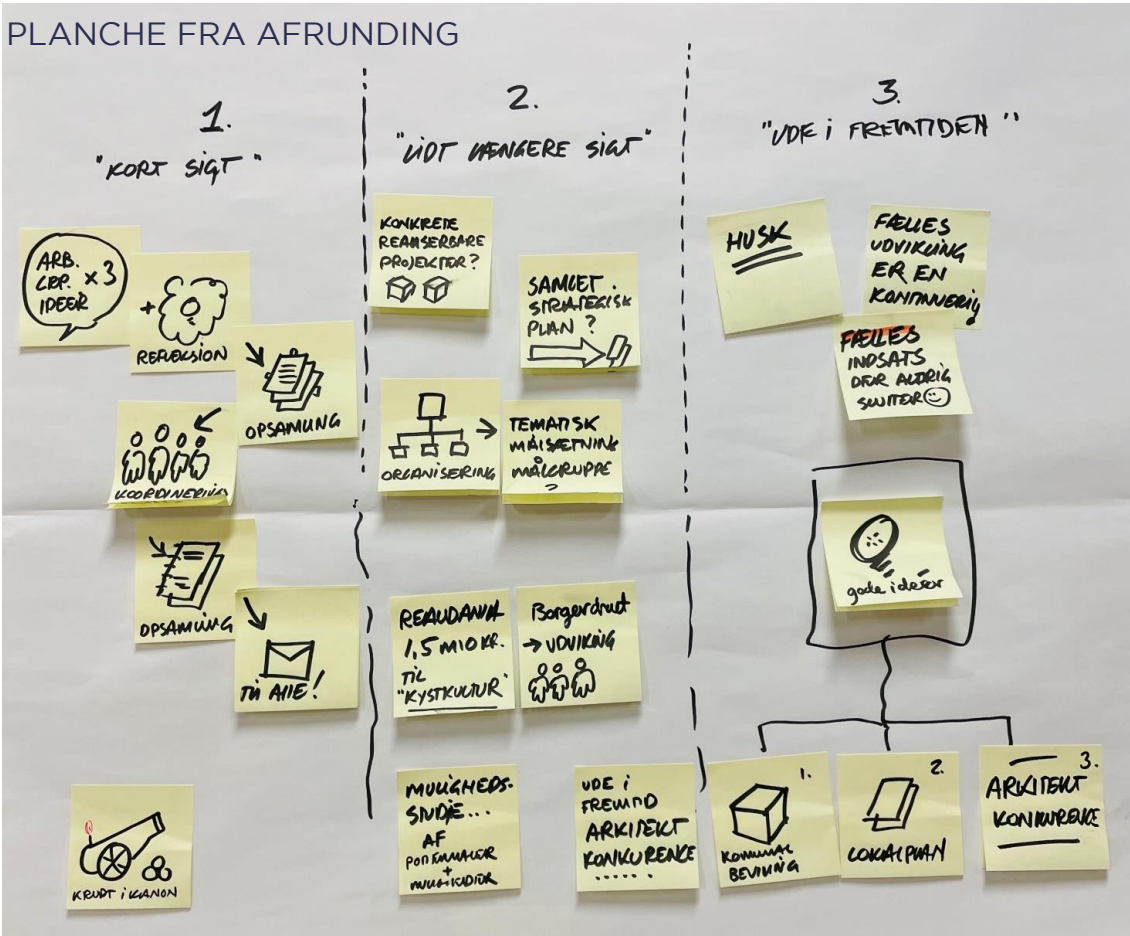 PLANCHE FRA AFRUNDING
1.
"KORT SIGT"
ARB.
GRP. x3
IDEER
+
REFLEKSION
OPSAMLING
KOORDINERING
OPSAMLING
TIL ALLE!
KRUDT I KANON
2.
"LIDT LÆNGERE SIGT"
KONKRETE
REALISERBARE
PROJEKTER?
SAMLET
STRATEGISK
PLAN?
ORGANISERING
TEMATISK
MÅLSÆTNING
MÅLGRUPPE
?
REALDANIA
1,5 MIO KR.
TIL
"KYSTKULTUR"
Borgerdrevet
→ UDVIKLING
MULIGHEDS-
STUDIE...
AF
POTENTIALER
+
MULIGHEDER
UDE I
FREMTID
ARKITEKT
KONKURENCE
......
3.
"UDE I FREMTIDEN"
HUSK
FÆLLES
UDVIKLING
ER EN
KONTINUERLIG
FÆLLES
INDSATS
DER ALDRIG
SLUTTER
gode ideer
1.
KOMMUNAL
BEVILLING
2.
LOKALPLAN
3.
ARKITEKT
KONKURENCE